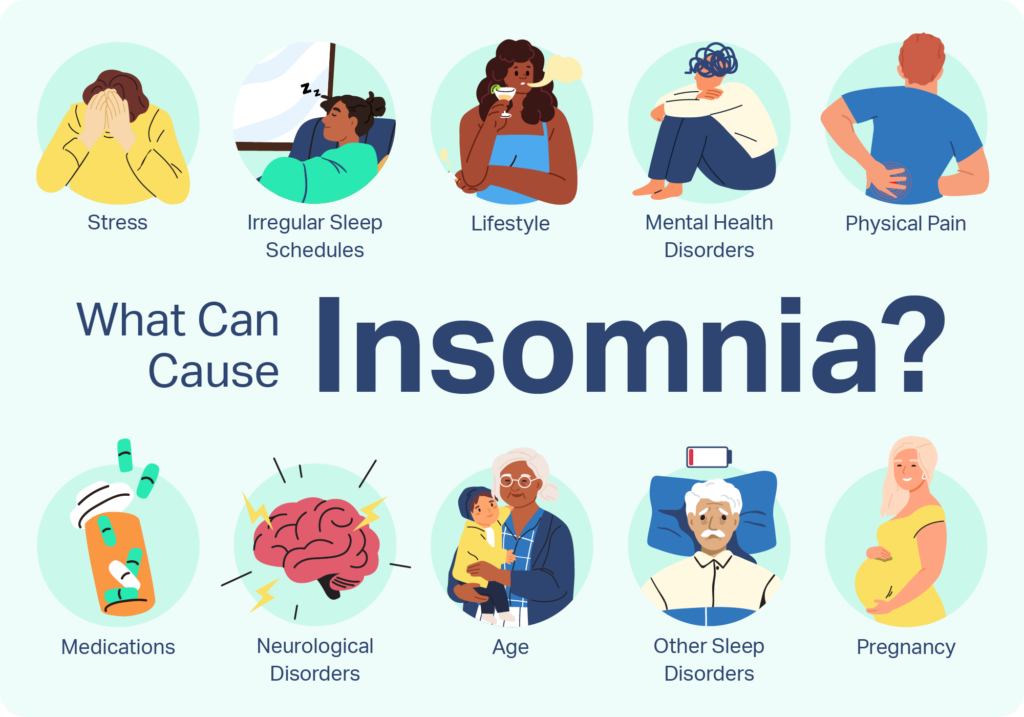 z z z
Stress
Irregular Sleep
Schedules
Lifestyle
Mental Health
Disorders
Physical Pain
What Can
Cause
Insomnia?
Medications
Neurological
Disorders
Age
Other Sleep
Disorders
Pregnancy